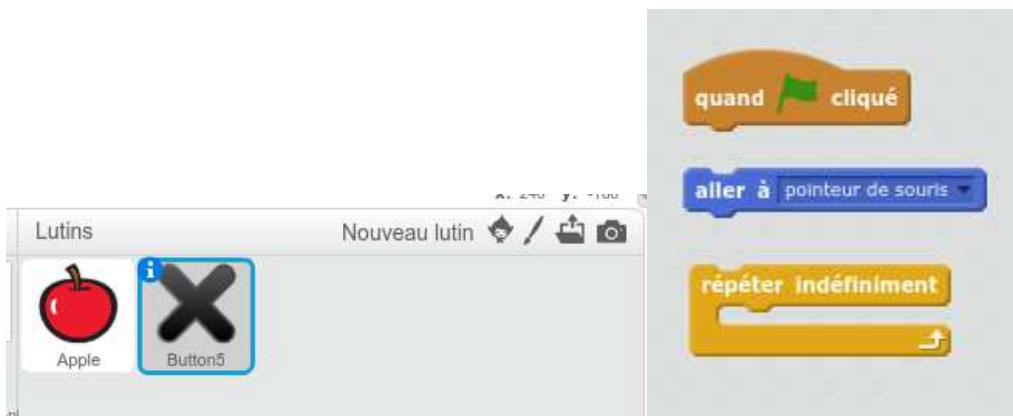 Lutins Nouveau lutin
Apple Button5
quand cliqué
aller à pointeur de souris
répéter indéfiniment